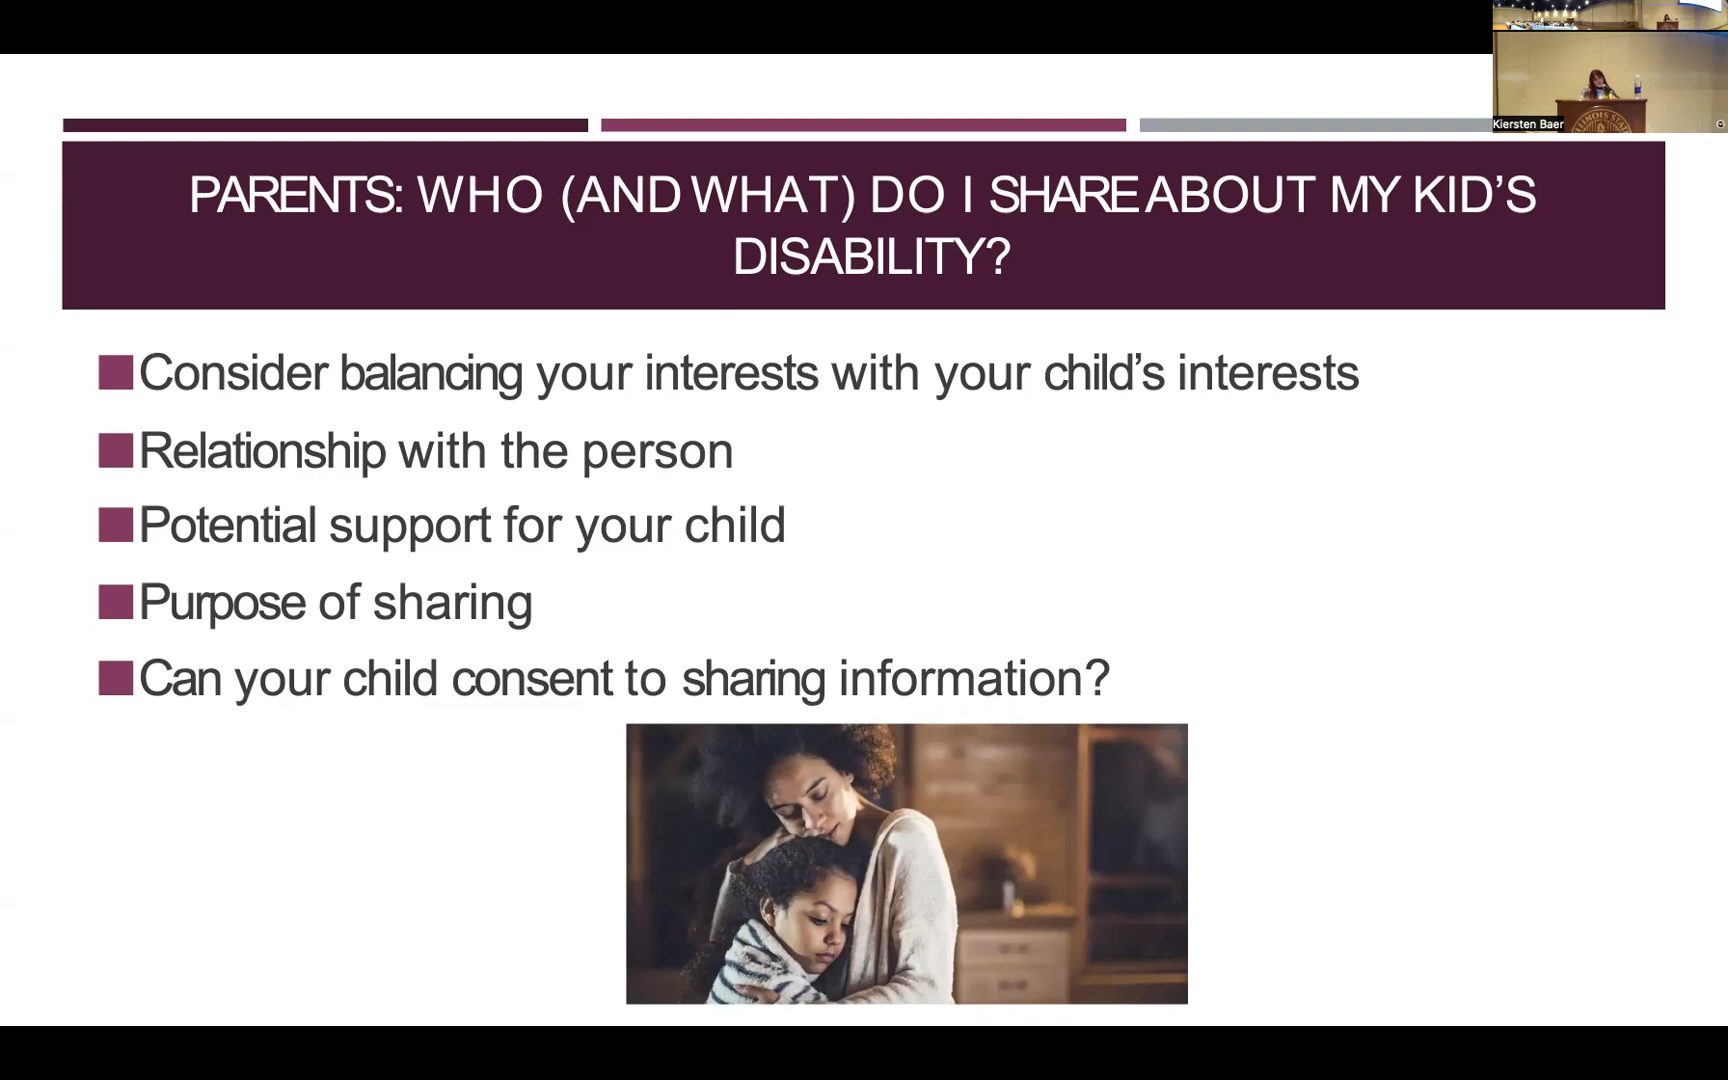 PARENTS: WHO (AND WHAT) DO I SHARE ABOUT MY KID'S
DISABILITY?
Consider balancing your interests with your child's interests
Relationship with the person
Potential support for your child
Purpose of sharing
Can your child consent to sharing information?
Kiersten Baer
ILLINOIS STATE